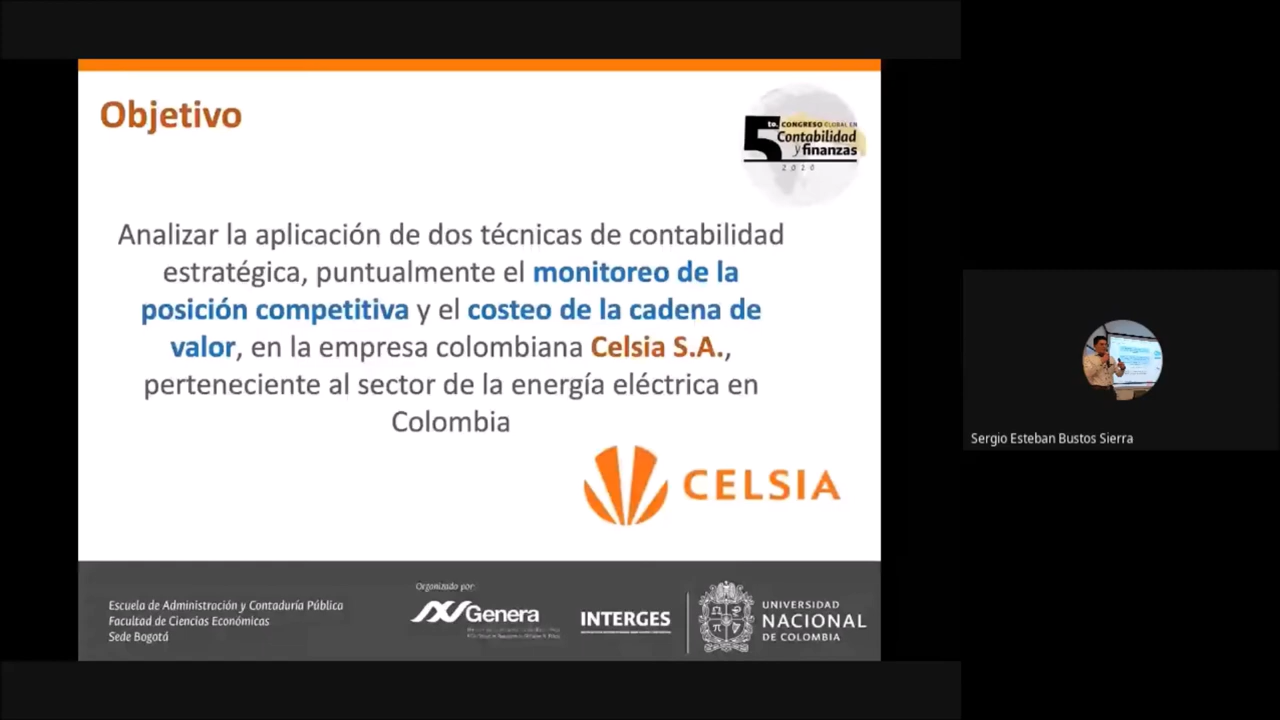 Objetivo
5to. CONGRESO GLOBAL EN
Contabilidad
y finanzas
2020
Analizar la aplicación de dos técnicas de contabilidad
estratégica, puntualmente el monitoreo de la
posición competitiva y el costeo de la cadena de
valor, en la empresa colombiana Celsia S.A.,
perteneciente al sector de la energía eléctrica en
Colombia
CELSIA
Escuela de Administración y Contaduría Pública
Facultad de Ciencias Económicas
Sede Bogotá
Organizado por:
Genera
INTERGES
UNIVERSIDAD
NACIONAL
DE COLOMBIA
Sergio Esteban Bustos Sierra